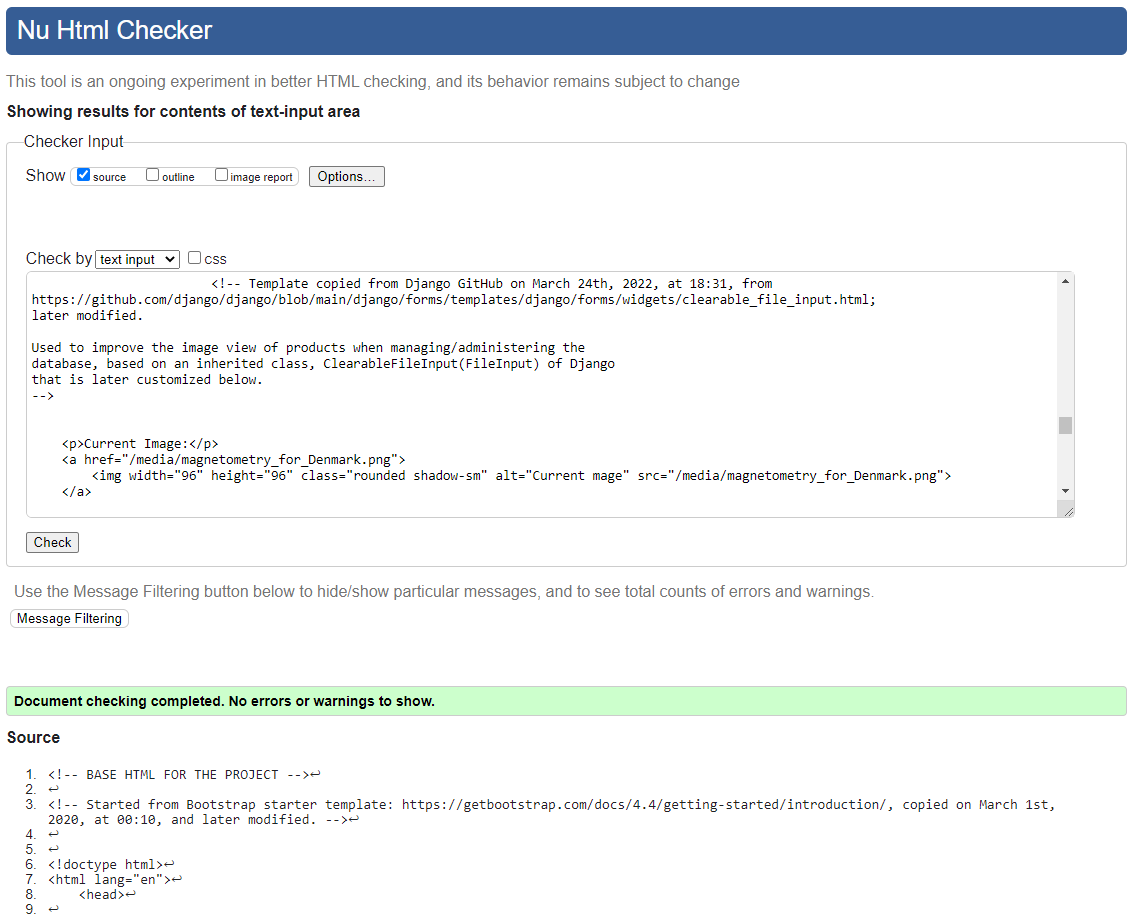 Nu Html Checker
This tool is an ongoing experiment in better HTML checking, and its behavior remains subject to change
Showing results for contents of text-input area
Checker Input
Show source outline image report Options...
Check by text input css
<!-- Template copied from Django GitHub on March 24th, 2022, at 18:31, from
https://github.com/django/django/blob/main/django/forms/templates/django/forms/widgets/clearable_file_input.html;
later modified.
Used to improve the image view of products when managing/administering the
database, based on an inherited class, ClearableFileInput(FileInput) of Django
that is later customized below.
-->
<p>Current Image:</p>
<a href="/media/magnetometry_for_Denmark.png">
<img width="96" height="96" class="rounded shadow-sm" alt="Current mage" src="/media/magnetometry_for_Denmark.png">
</a>
Check
Use the Message Filtering button below to hide/show particular messages, and to see total counts of errors and warnings.
Message Filtering
Document checking completed. No errors or warnings to show.
Source
1. <!-- BASE HTML FOR THE PROJECT -->↩
2. ↩
3. <!-- Started from Bootstrap starter template: https://getbootstrap.com/docs/4.4/getting-started/introduction/, copied on March 1st,
2020, at 00:10, and later modified. -->↩
4. ↩
5. ↩
6. <!doctype html>↩
7. <html lang="en">↩
8. <head>↩
9. ↩